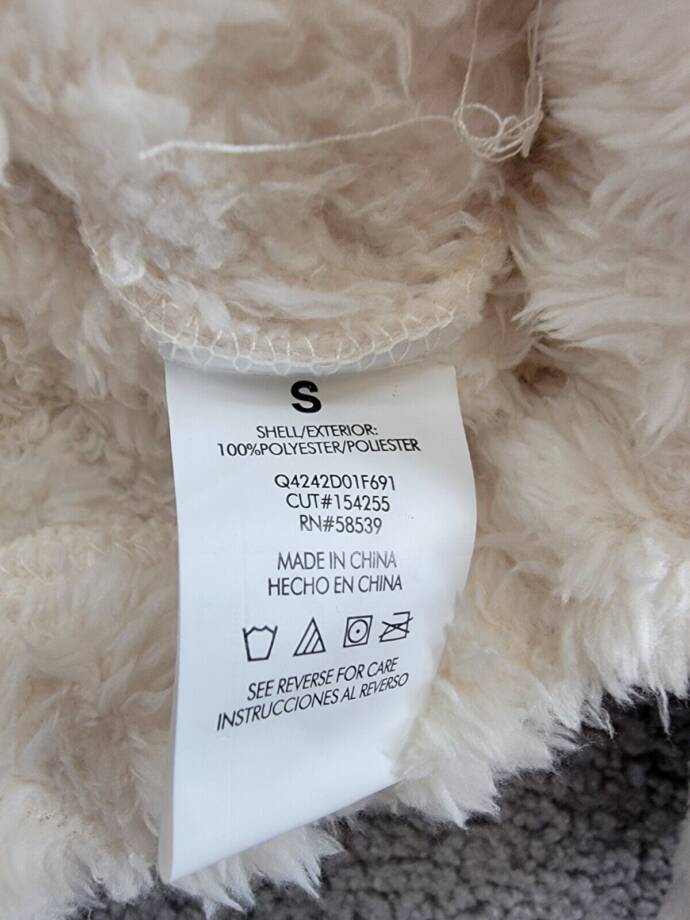 S
SHELL/EXTERIOR:
100%POLYESTER/POLIESTER
Q4242D01F691
CUT#154255
RN#58539
MADE IN CHINA
HECHO EN CHINA
SEE REVERSE FOR CARE
INSTRUCCIONES AL REVERSO